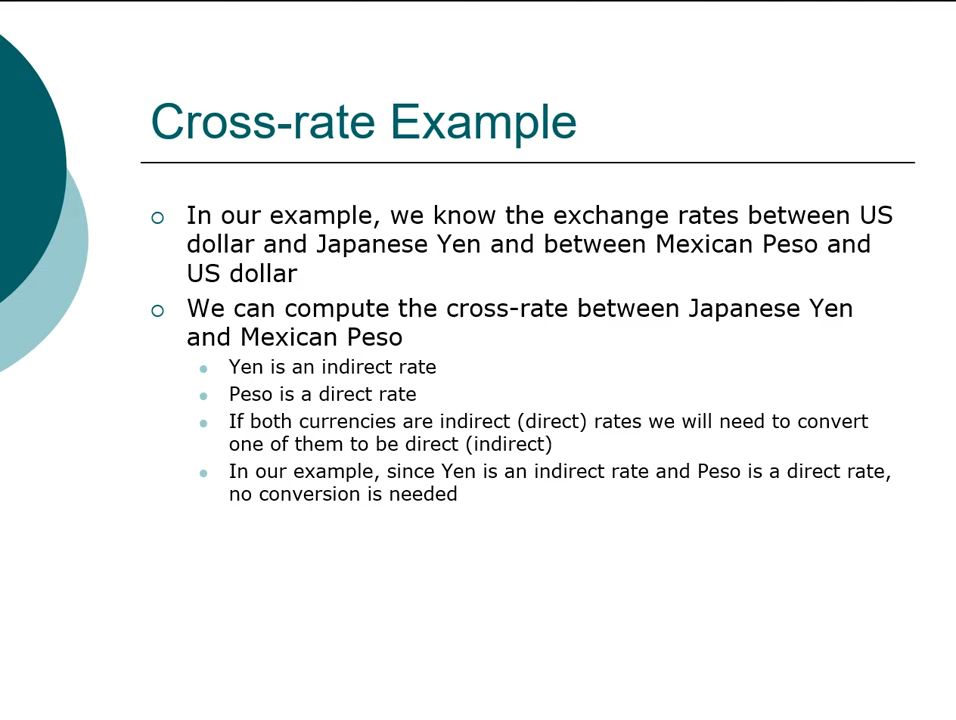 Cross-rate Example
In our example, we know the exchange rates between US
dollar and Japanese Yen and between Mexican Peso and
US dollar
We can compute the cross-rate between Japanese Yen
and Mexican Peso
Yen is an indirect rate
Peso is a direct rate
If both currencies are indirect (direct) rates we will need to convert
one of them to be direct (indirect)
In our example, since Yen is an indirect rate and Peso is a direct rate,
no conversion is needed